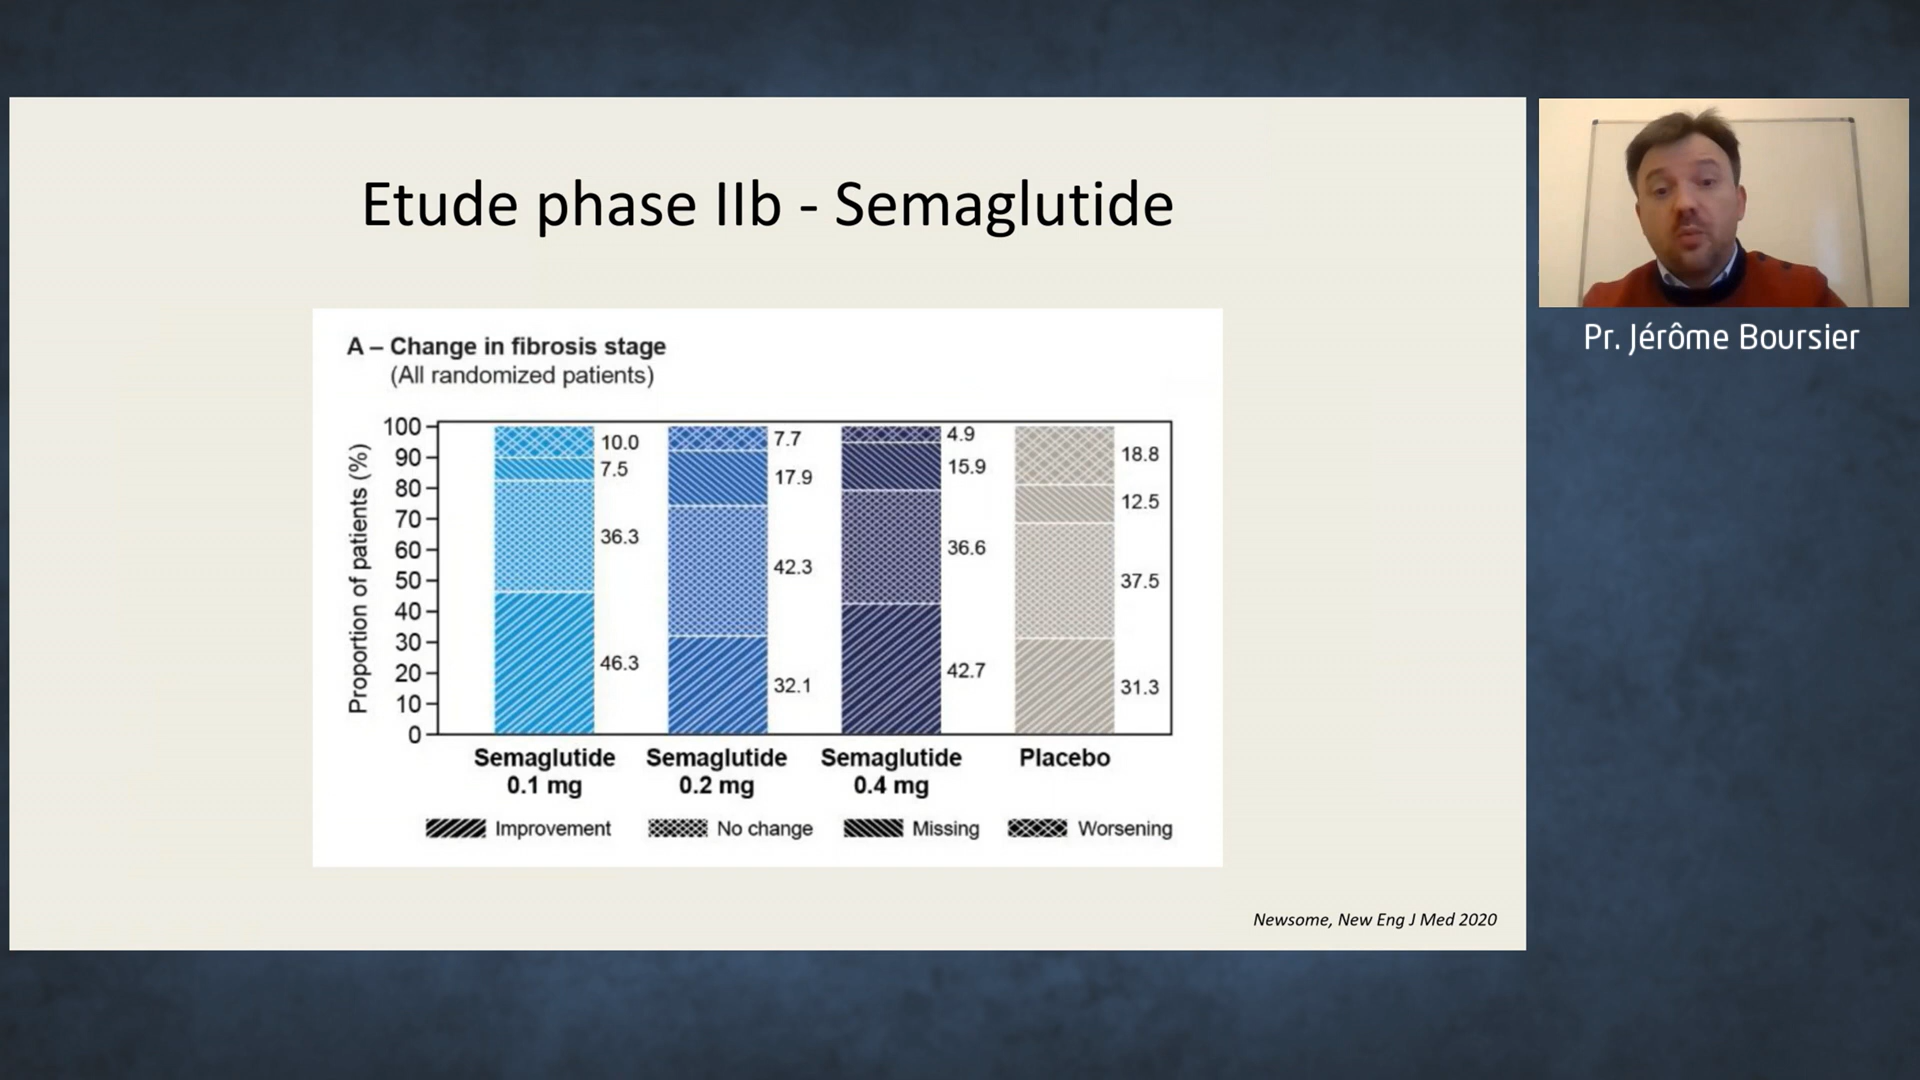 Etude phase IIb - Semaglutide
A – Change in fibrosis stage
(All randomized patients)
Proportion of patients (%)
100
90
80
70
60
50
40
30
20
10
0
10.0
7.5
36.3
46.3
7.7
17.9
42.3
32.1
4.9
15.9
36.6
42.7
18.8
12.5
37.5
31.3
Semaglutide
0.1 mg
Semaglutide
0.2 mg
Semaglutide
0.4 mg
Placebo
Improvement No change Missing Worsening
Newsome, New Eng J Med 2020
Pr. Jérôme Boursier